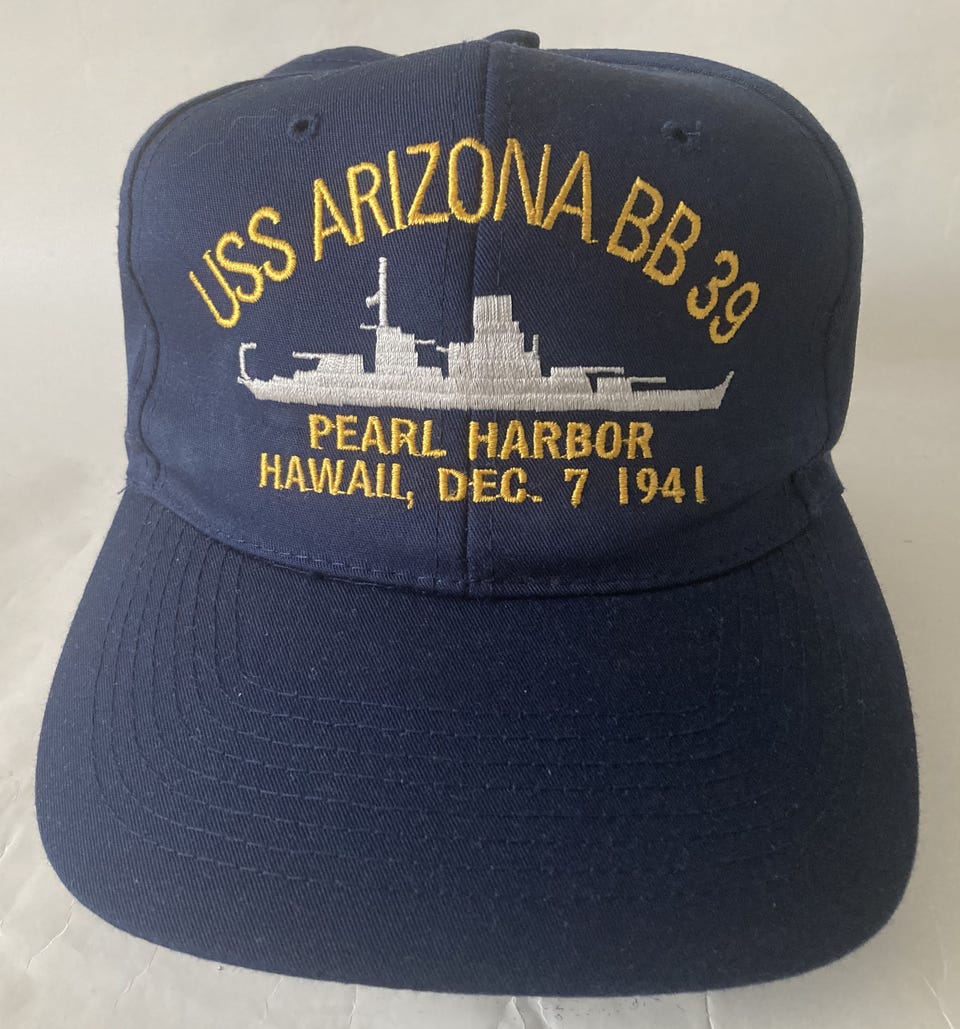 USS ARIZONA BB 39
PEARL HARBOR
HAWAII, DEC. 7 1941